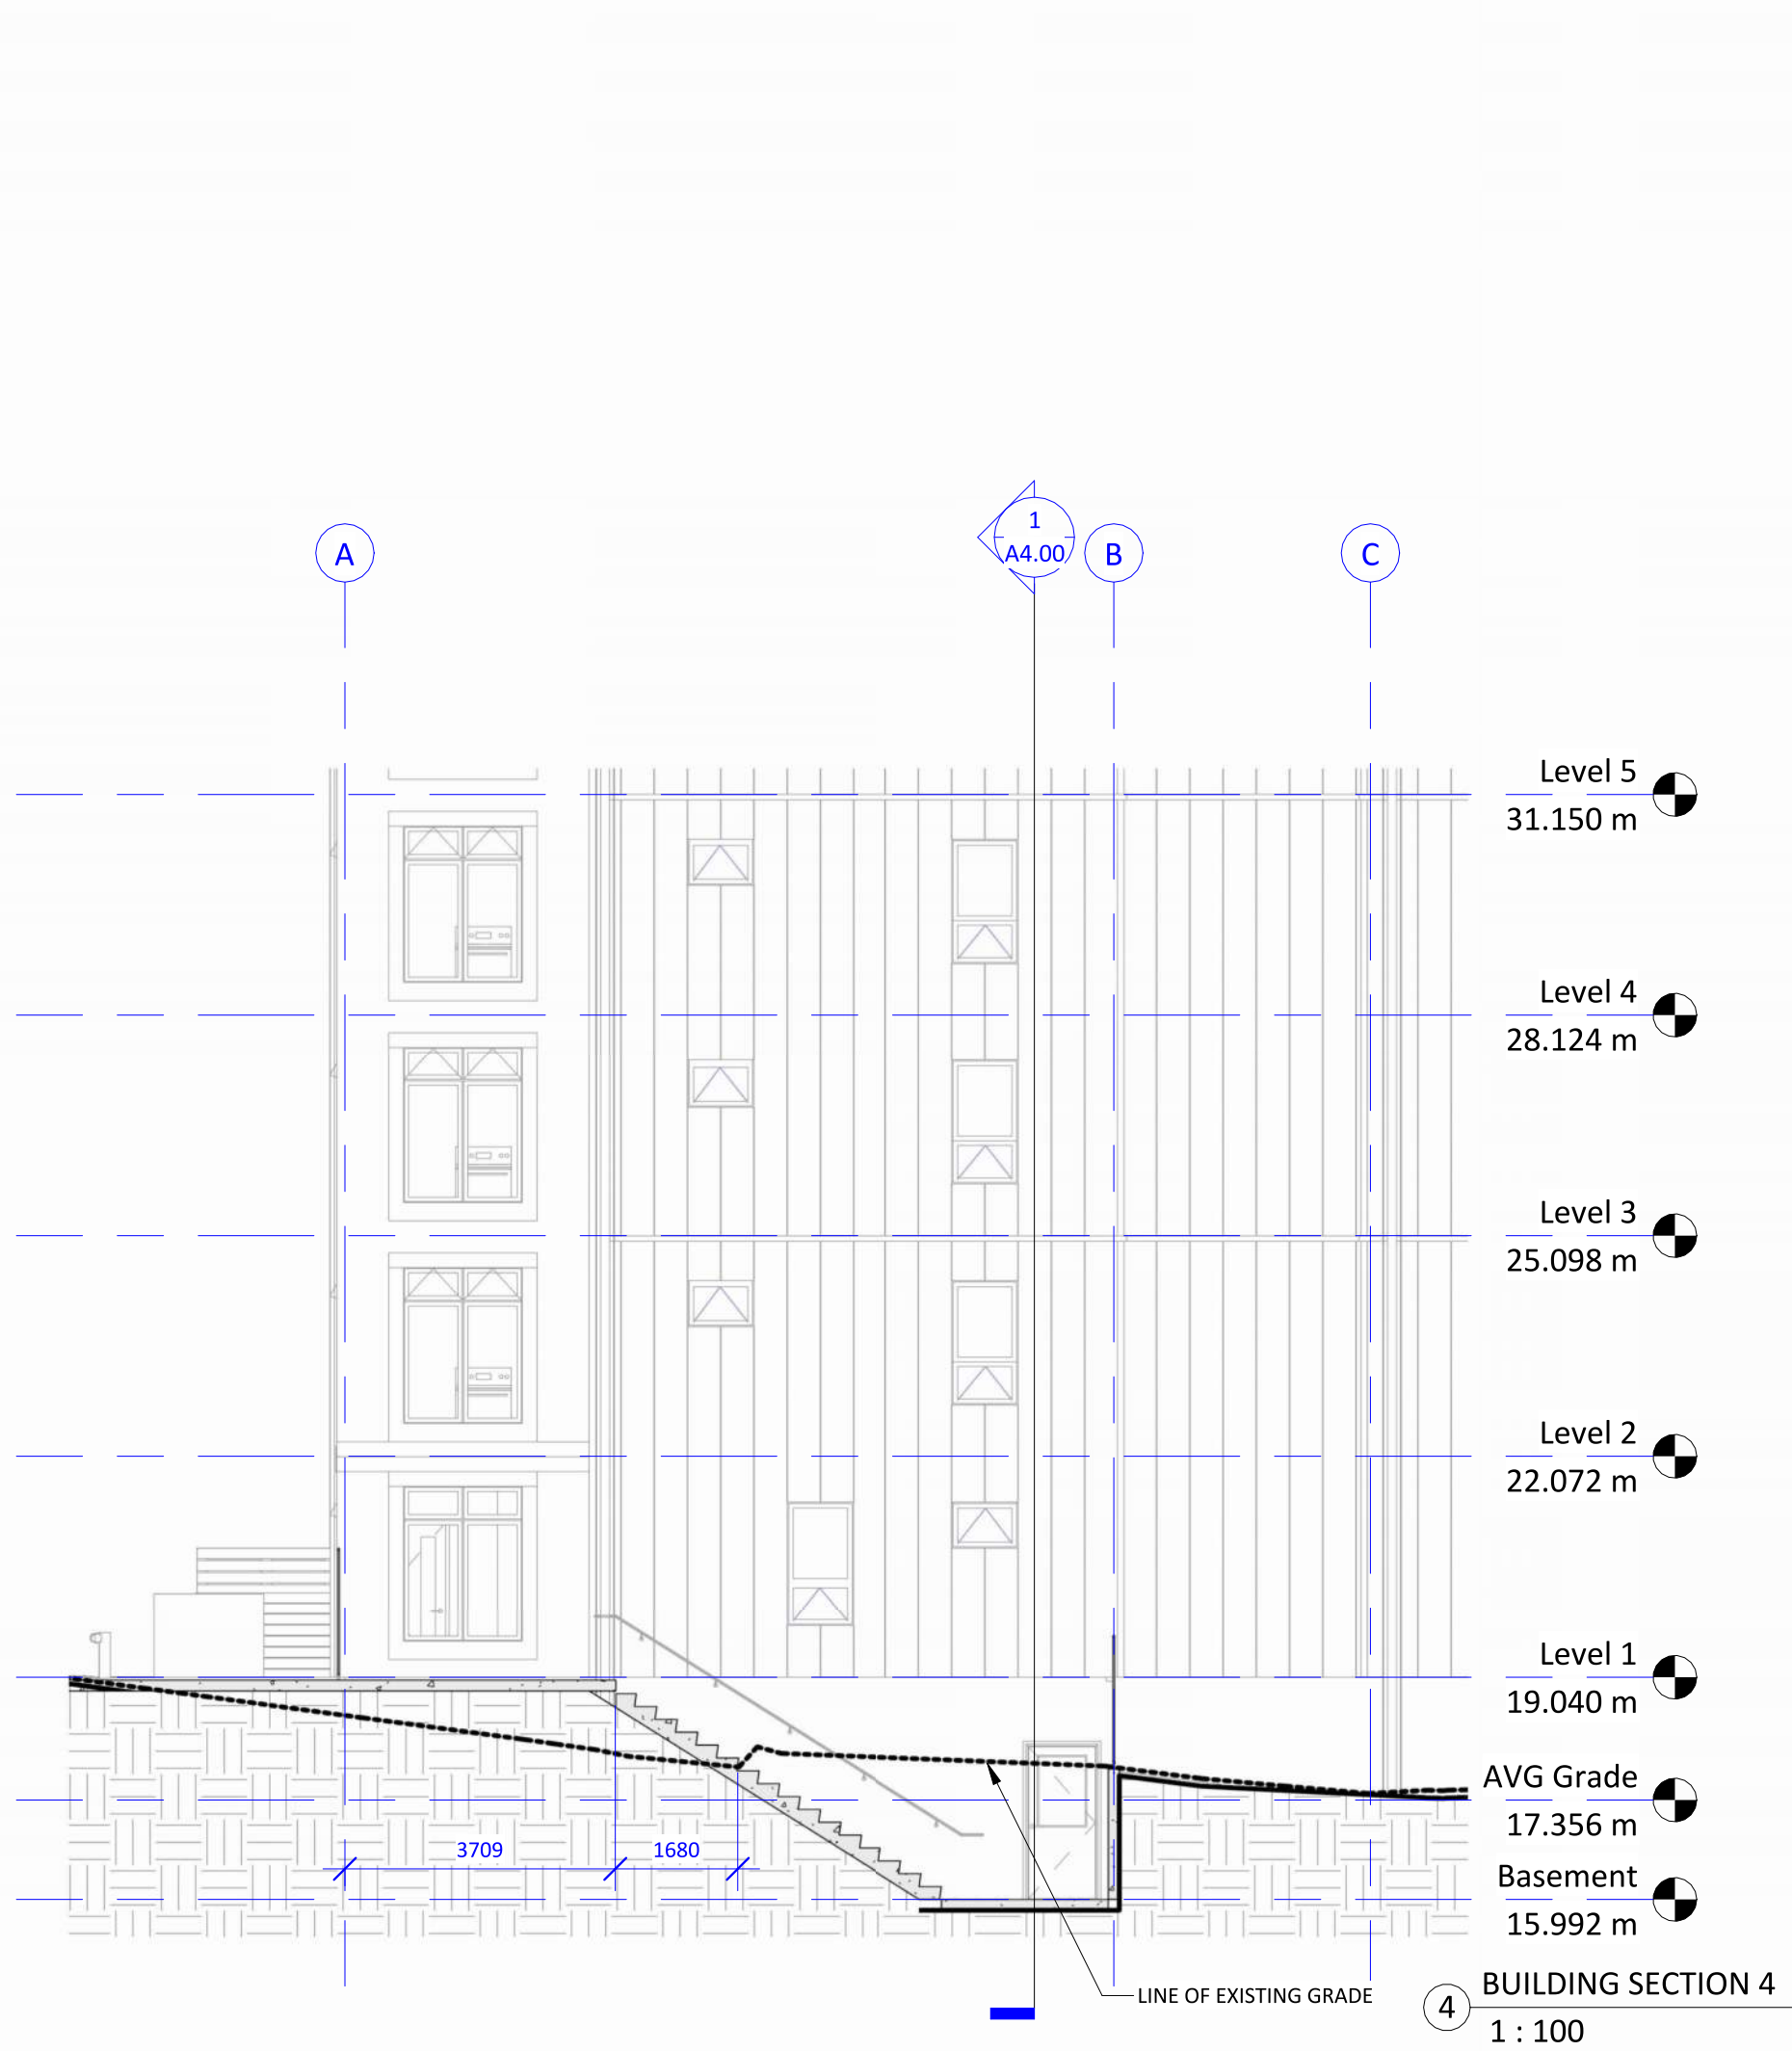 1
A4.00
A
B
C
Level 5
31.150 m
Level 4
28.124 m
Level 3
25.098 m
Level 2
22.072 m
Level 1
19.040 m
AVG Grade
17.356 m
3709
1680
Basement
15.992 m
LINE OF EXISTING GRADE
4
BUILDING SECTION 4
1 : 100